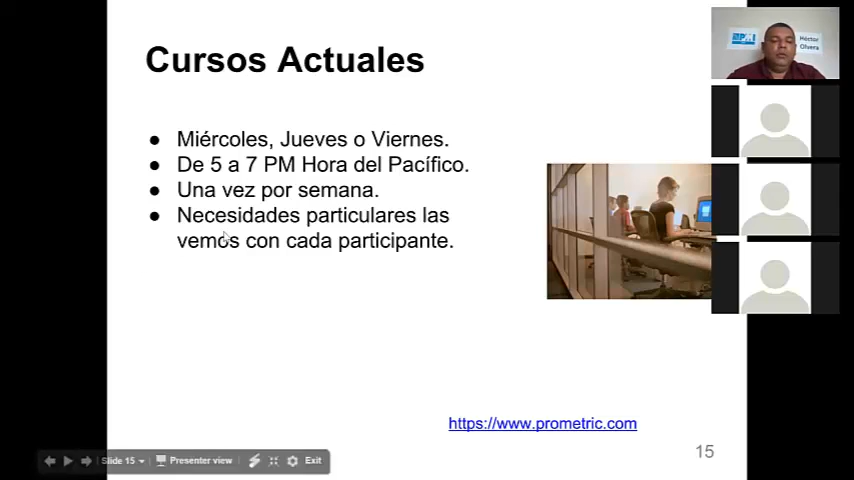 Cursos Actuales
● Miércoles, Jueves o Viernes.
● De 5 a 7 PM Hora del Pacífico.
● Una vez por semana.
● Necesidades particulares las
vemos con cada participante.
https://www.prometric.com
15
Slide 15
Presenter view
Exit
PMI
Héctor
Olvera